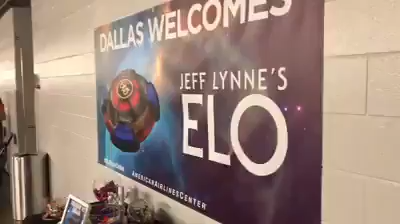 DALLAS WELCOMES
JEFF LYNNE'S
ELO
AMERICANAIRLINESCENTER